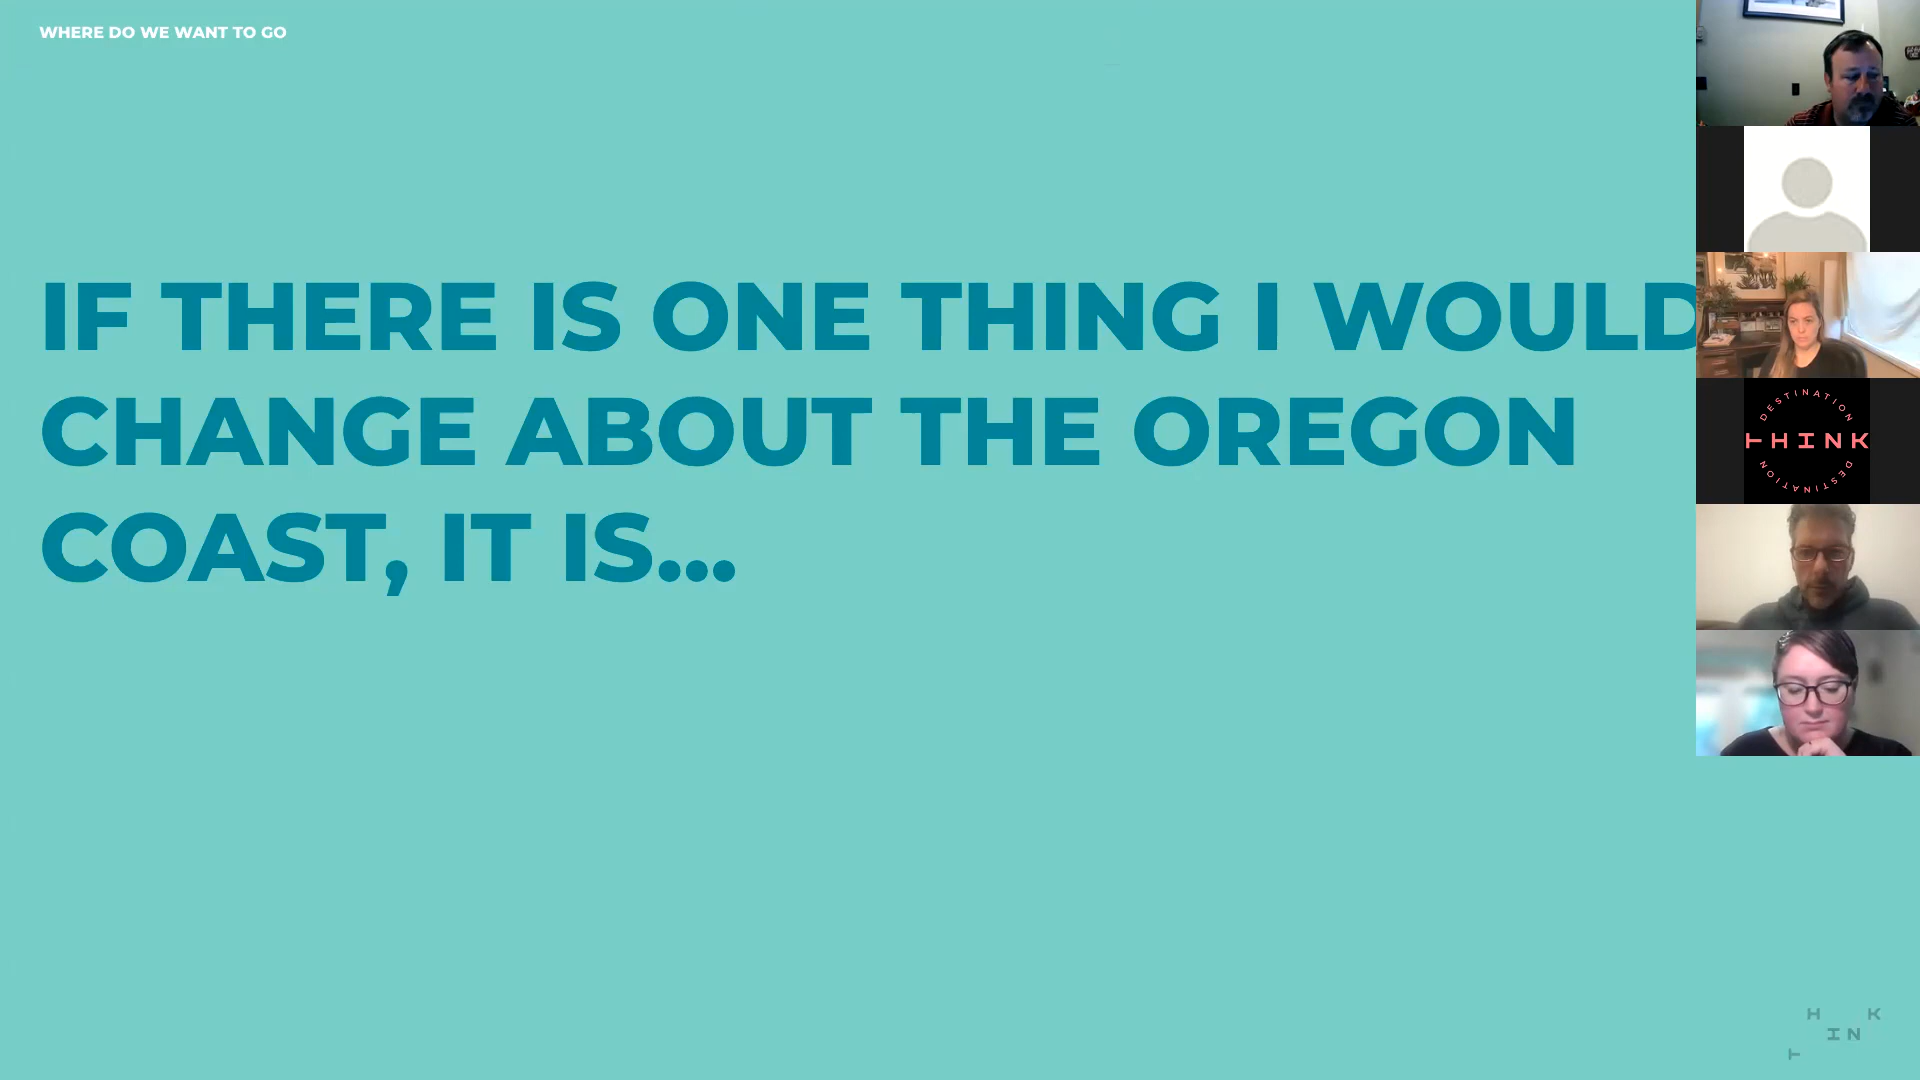 WHERE DO WE WANT TO GO
IF THERE IS ONE THING I WOULD
CHANGE ABOUT THE OREGON
COAST, IT IS...
DESTINATION
THINK
DESTINATION
H K
IN
T